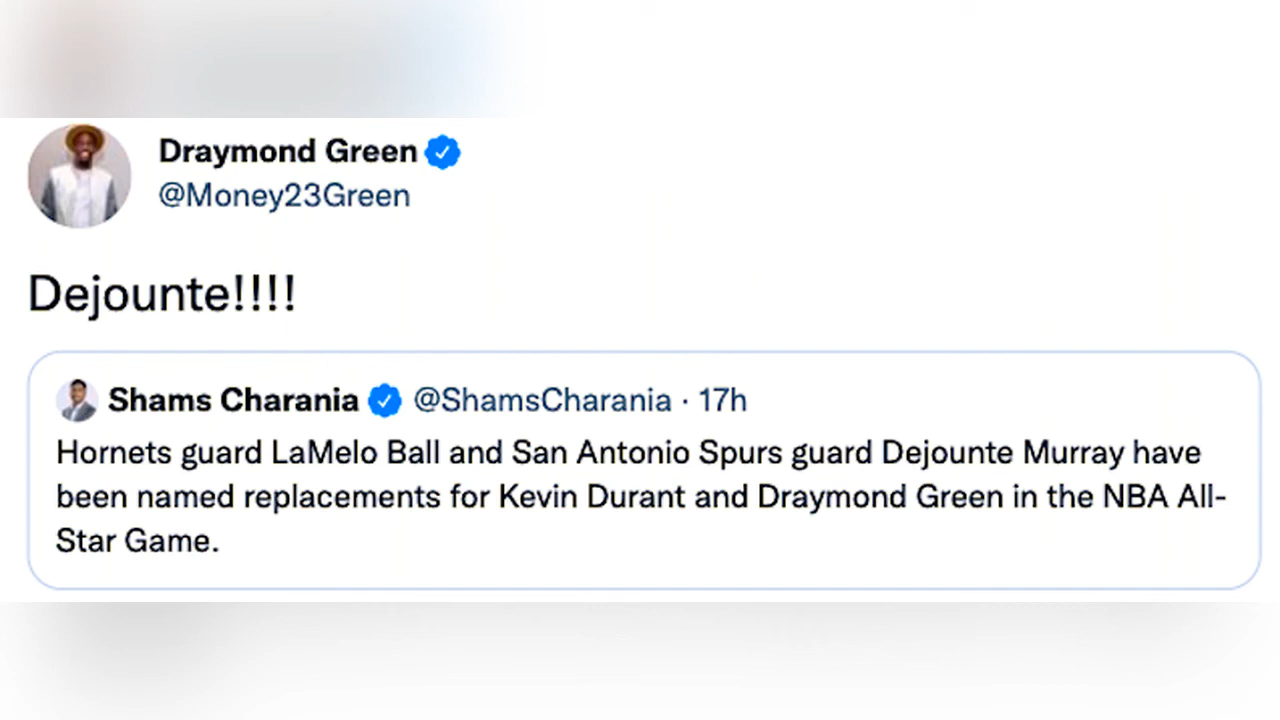 Draymond Green
@Money23Green
Dejounte!!!!
Shams Charania @ShamsCharania · 17h
Hornets guard LaMelo Ball and San Antonio Spurs guard Dejounte Murray have
been named replacements for Kevin Durant and Draymond Green in the NBA All-
Star Game.